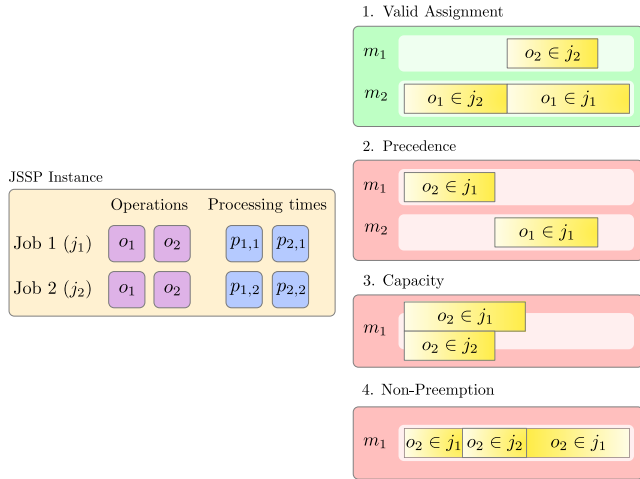 JSSP Instance
Operations Processing times
Job 1 (j₁) o₁ o₂ p₁,₁ p₂,₁
Job 2 (j₂) o₁ o₂ p₁,₂ p₂,₂
1. Valid Assignment
m₁ o₂ ∈ j₂
m₂ o₁ ∈ j₂ o₁ ∈ j₁
2. Precedence
m₁ o₂ ∈ j₁
m₂ o₁ ∈ j₁
3. Capacity
o₂ ∈ j₁
m₁
o₂ ∈ j₂
4. Non-Preemption
m₁ o₂ ∈ j₁ o₂ ∈ j₂ o₂ ∈ j₁